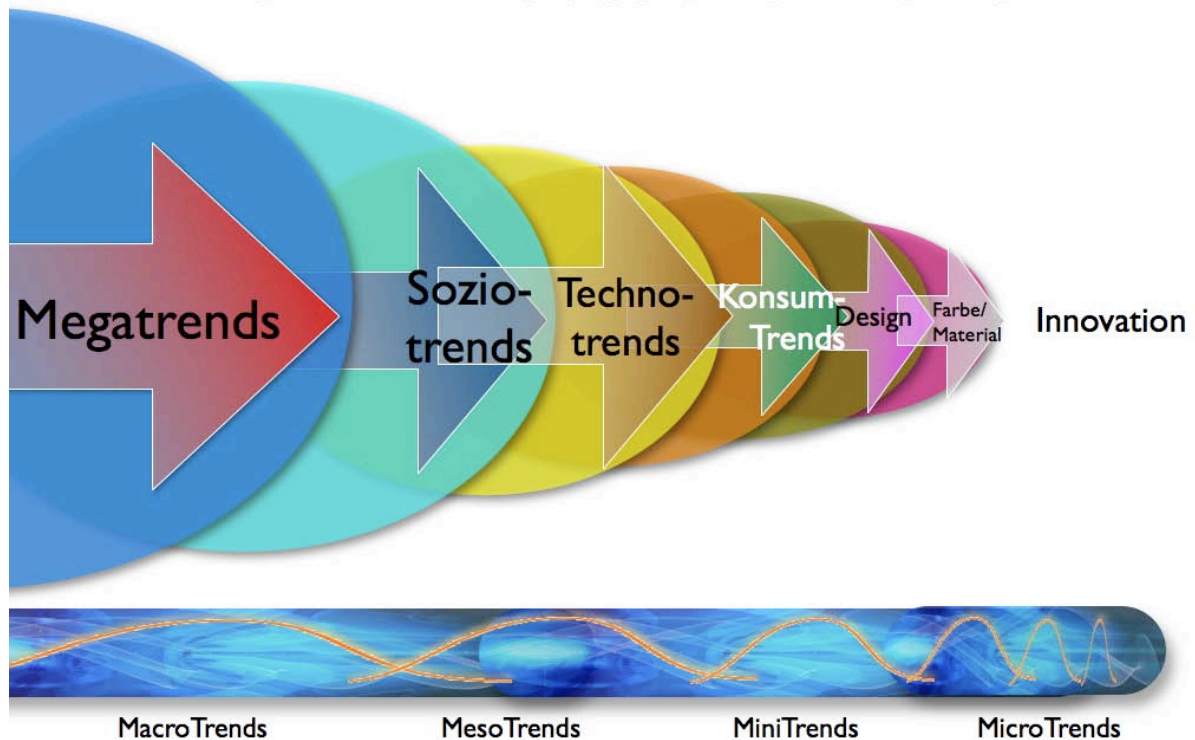 Megatrends
Sozio-
trends
Techno-
trends
Konsum-
Trends
Design
Farbe/
Material
Innovation
MacroTrends
MesoTrends
MiniTrends
MicroTrends